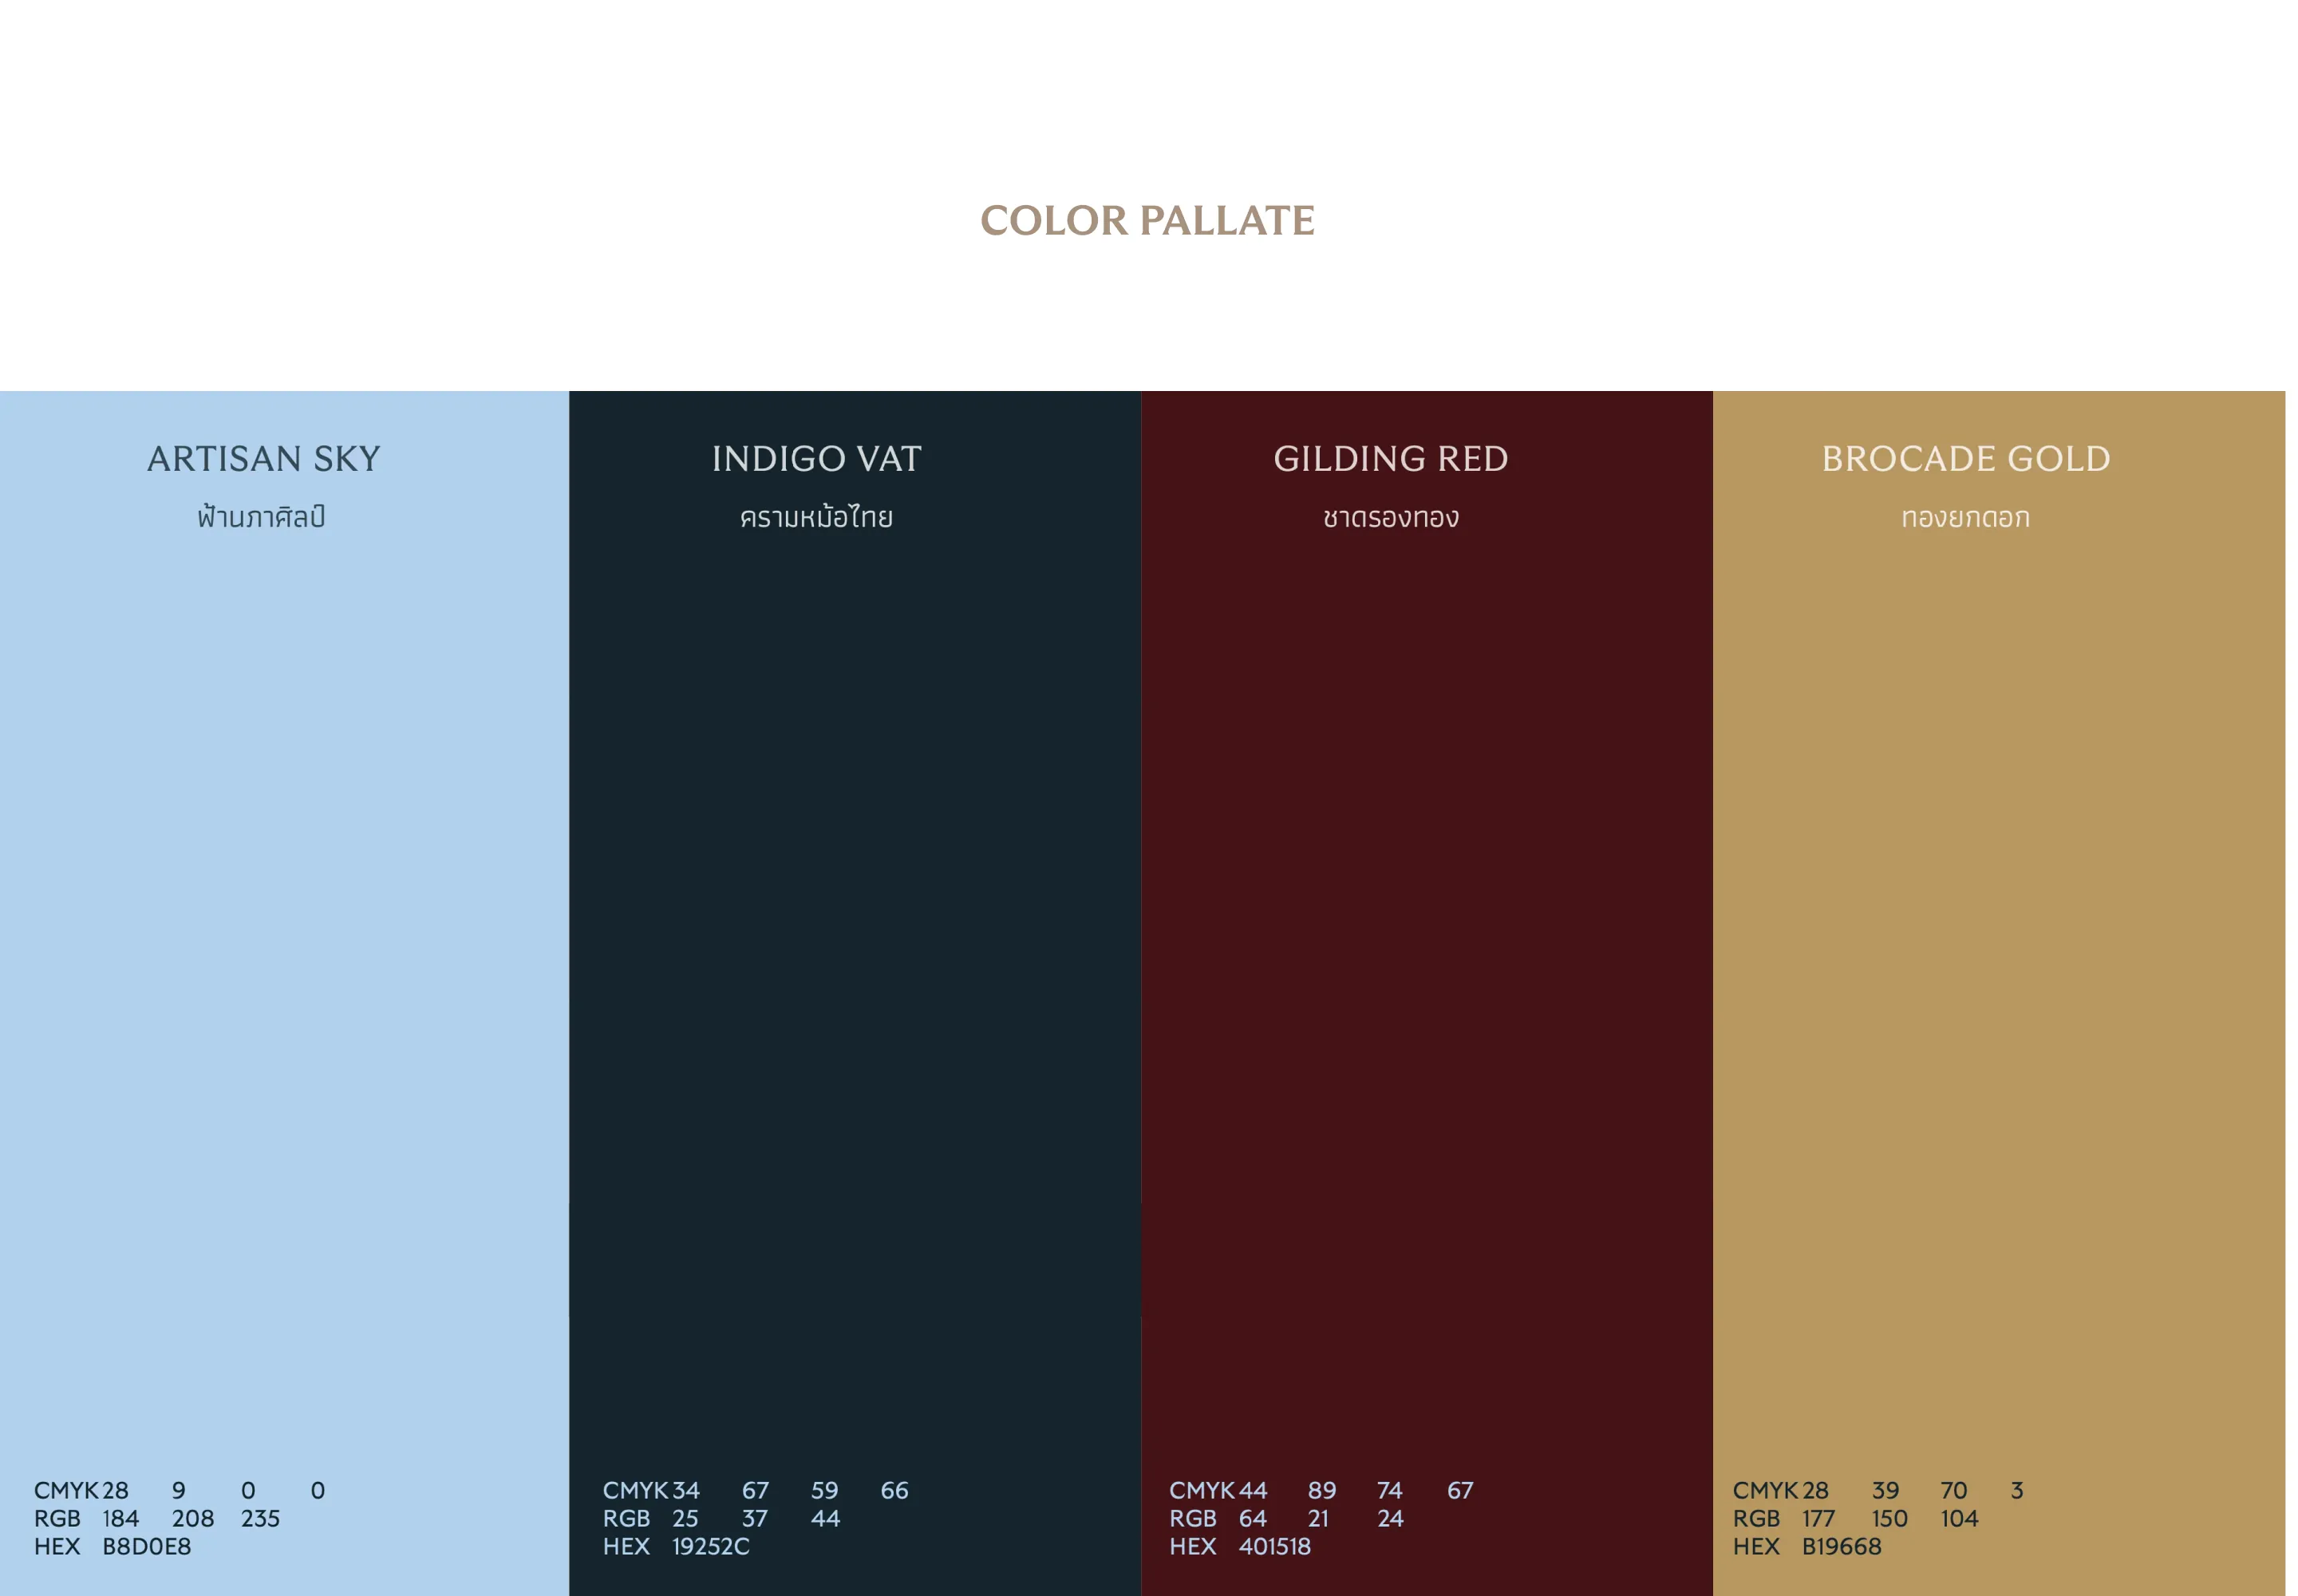 COLOR PALLATE
ARTISAN SKY
ฟ้านภาศิลป์
CMYK 28 9 0 0
RGB 184 208 235
HEX B8D0E8
INDIGO VAT
ครามหม้อไทย
CMYK 34 67 59 66
RGB 25 37 44
HEX 19252C
GILDING RED
ชาดรองทอง
CMYK 44 89 74 67
RGB 64 21 24
HEX 401518
BROCADE GOLD
ทองยกดอก
CMYK 28 39 70 3
RGB 177 150 104
HEX B19668